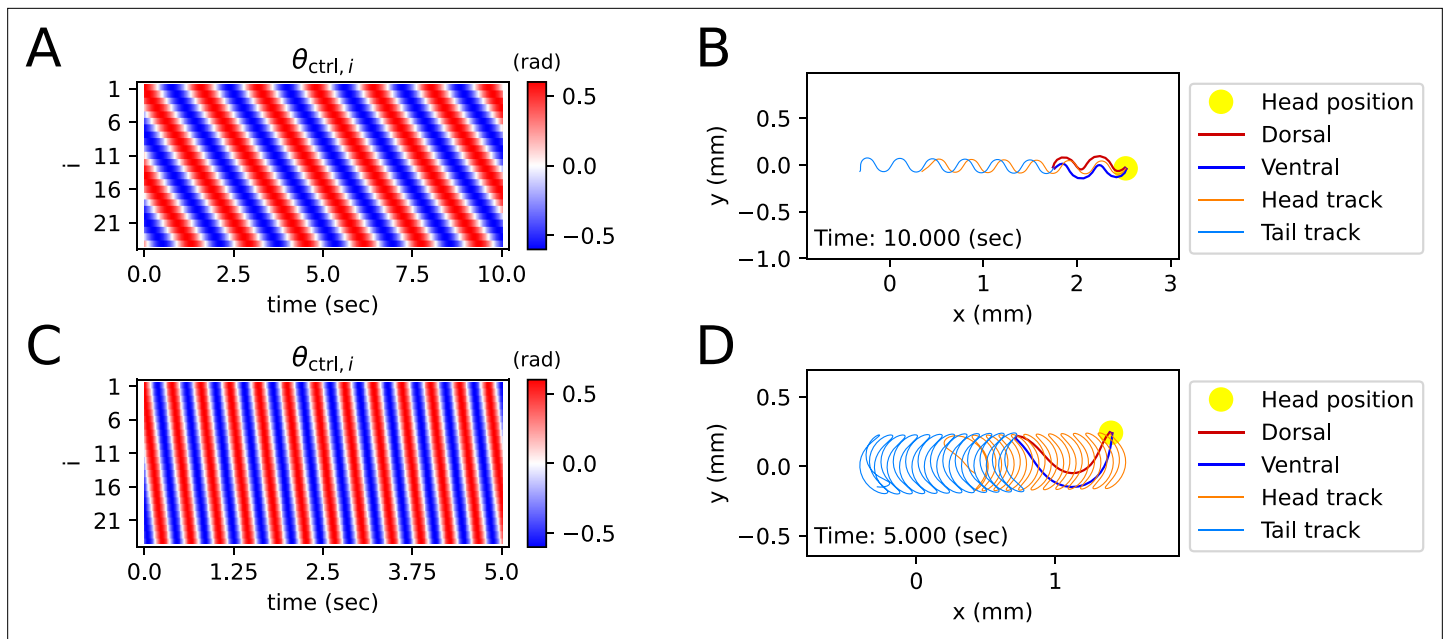 A
θctrl, i
(rad)
1
6
11
16
21
i
0.0 2.5 5.0 7.5 10.0
time (sec)
0.5
0.0
−0.5
B
0.5
0.0
−0.5
−1.0
y (mm)
Time: 10.000 (sec)
0 1 2 3
x (mm)
Head position
Dorsal
Ventral
Head track
Tail track
C
θctrl, i
(rad)
1
6
11
16
21
i
0.0 1.25 2.5 3.75 5.0
time (sec)
0.5
0.0
−0.5
D
0.5
0.0
−0.5
y (mm)
Time: 5.000 (sec)
0 1
x (mm)
Head position
Dorsal
Ventral
Head track
Tail track